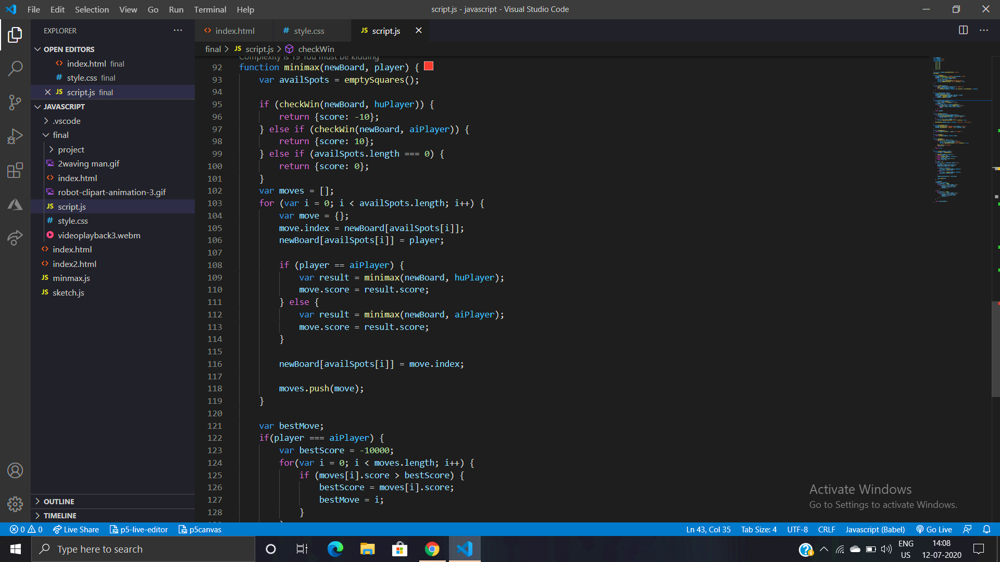 File Edit Selection View Go Run Terminal Help
script.js - javascript - Visual Studio Code
EXPLORER
OPEN EDITORS
index.html final
style.css final
script.js final
JAVASCRIPT
.vscode
final
project
2waving man.gif
index.html
robot-clipart-animation-3.gif
script.js
style.css
videoplayback3.webm
index.html
index2.html
minmax.js
sketch.js
OUTLINE
TIMELINE
index.html
style.css
script.js
final > script.js > checkWin
Complexity is 19 You must be kidding
92 function minimax(newBoard, player) {
93 var availSpots = emptySquares();
94
95 if (checkWin(newBoard, huPlayer)) {
96 return {score: -10};
97 } else if (checkWin(newBoard, aiPlayer)) {
98 return {score: 10};
99 } else if (availSpots.length === 0) {
100 return {score: 0};
101 }
102 var moves = [];
103 for (var i = 0; i < availSpots.length; i++) {
104 var move = {};
105 move.index = newBoard[availSpots[i]];
106 newBoard[availSpots[i]] = player;
107
108 if (player == aiPlayer) {
109 var result = minimax(newBoard, huPlayer);
110 move.score = result.score;
111 } else {
112 var result = minimax(newBoard, aiPlayer);
113 move.score = result.score;
114 }
115
116 newBoard[availSpots[i]] = move.index;
117
118 moves.push(move);
119 }
120
121 var bestMove;
122 if(player === aiPlayer) {
123 var bestScore = -10000;
124 for(var i = 0; i < moves.length; i++) {
125 if (moves[i].score > bestScore) {
126 bestScore = moves[i].score;
127 bestMove = i;
128 }
Activate Windows
Go to Settings to activate Windows.
0 0 Live Share p5-live-editor p5canvas
Ln 43, Col 35 Tab Size: 4 UTF-8 CRLF Javascript (Babel) Go Live
Type here to search
ENG
US
14:08
12-07-2020